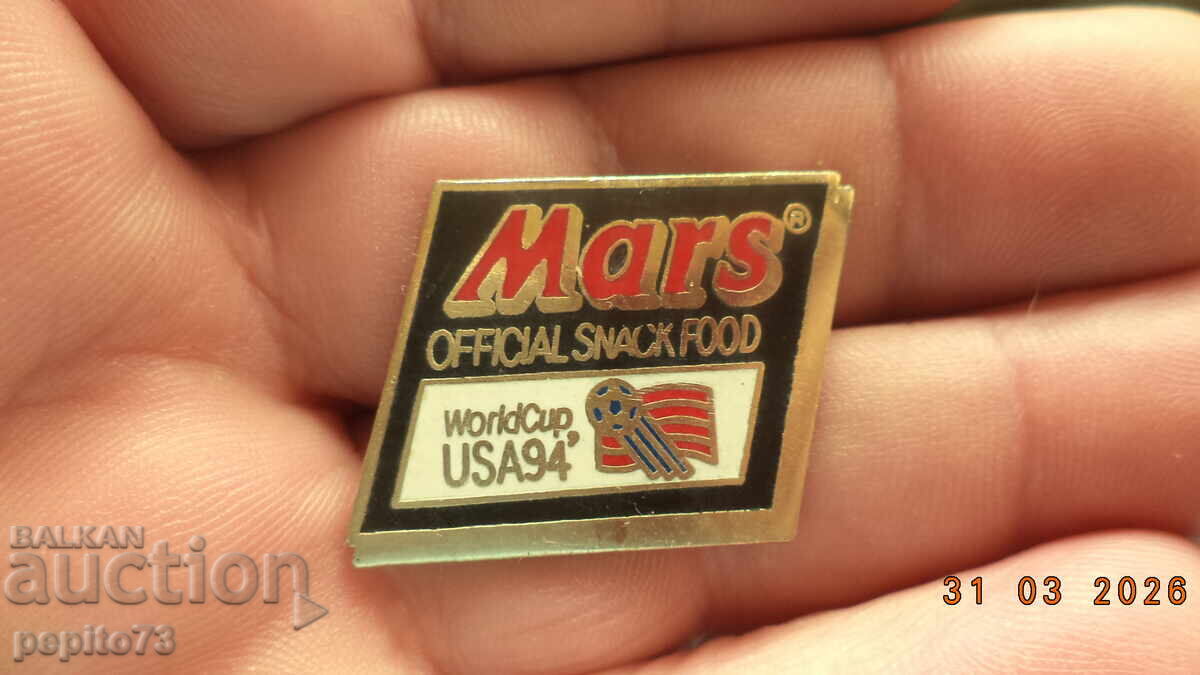 Mars®
OFFICIAL SNACK FOOD
WorldCup
USA94'
BALKAN
auction
pepito73
31 03 2026